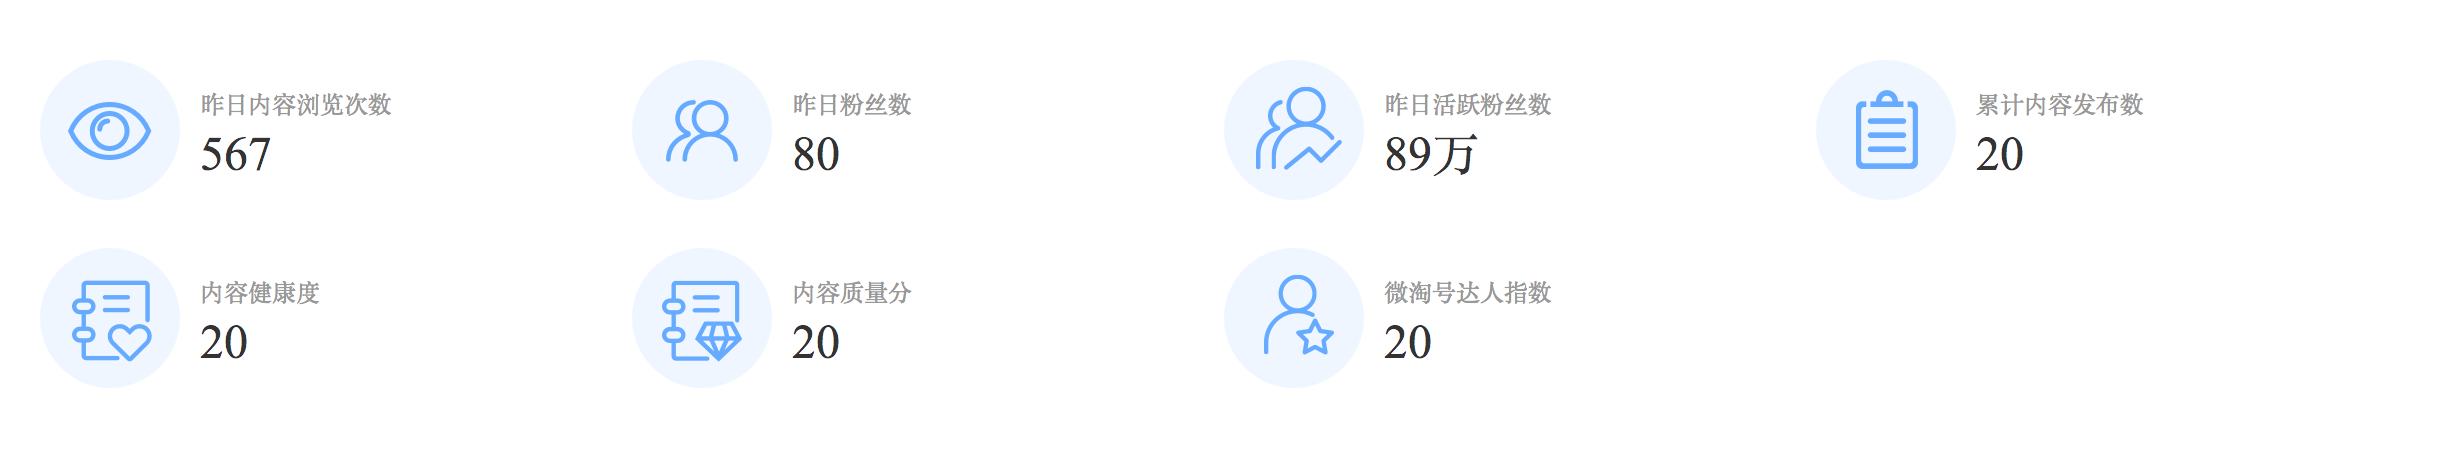 昨日内容浏览次数
567
昨日粉丝数
80
昨日活跃粉丝数
89万
累计内容发布数
20
内容健康度
20
内容质量分
20
微淘号达人指数
20